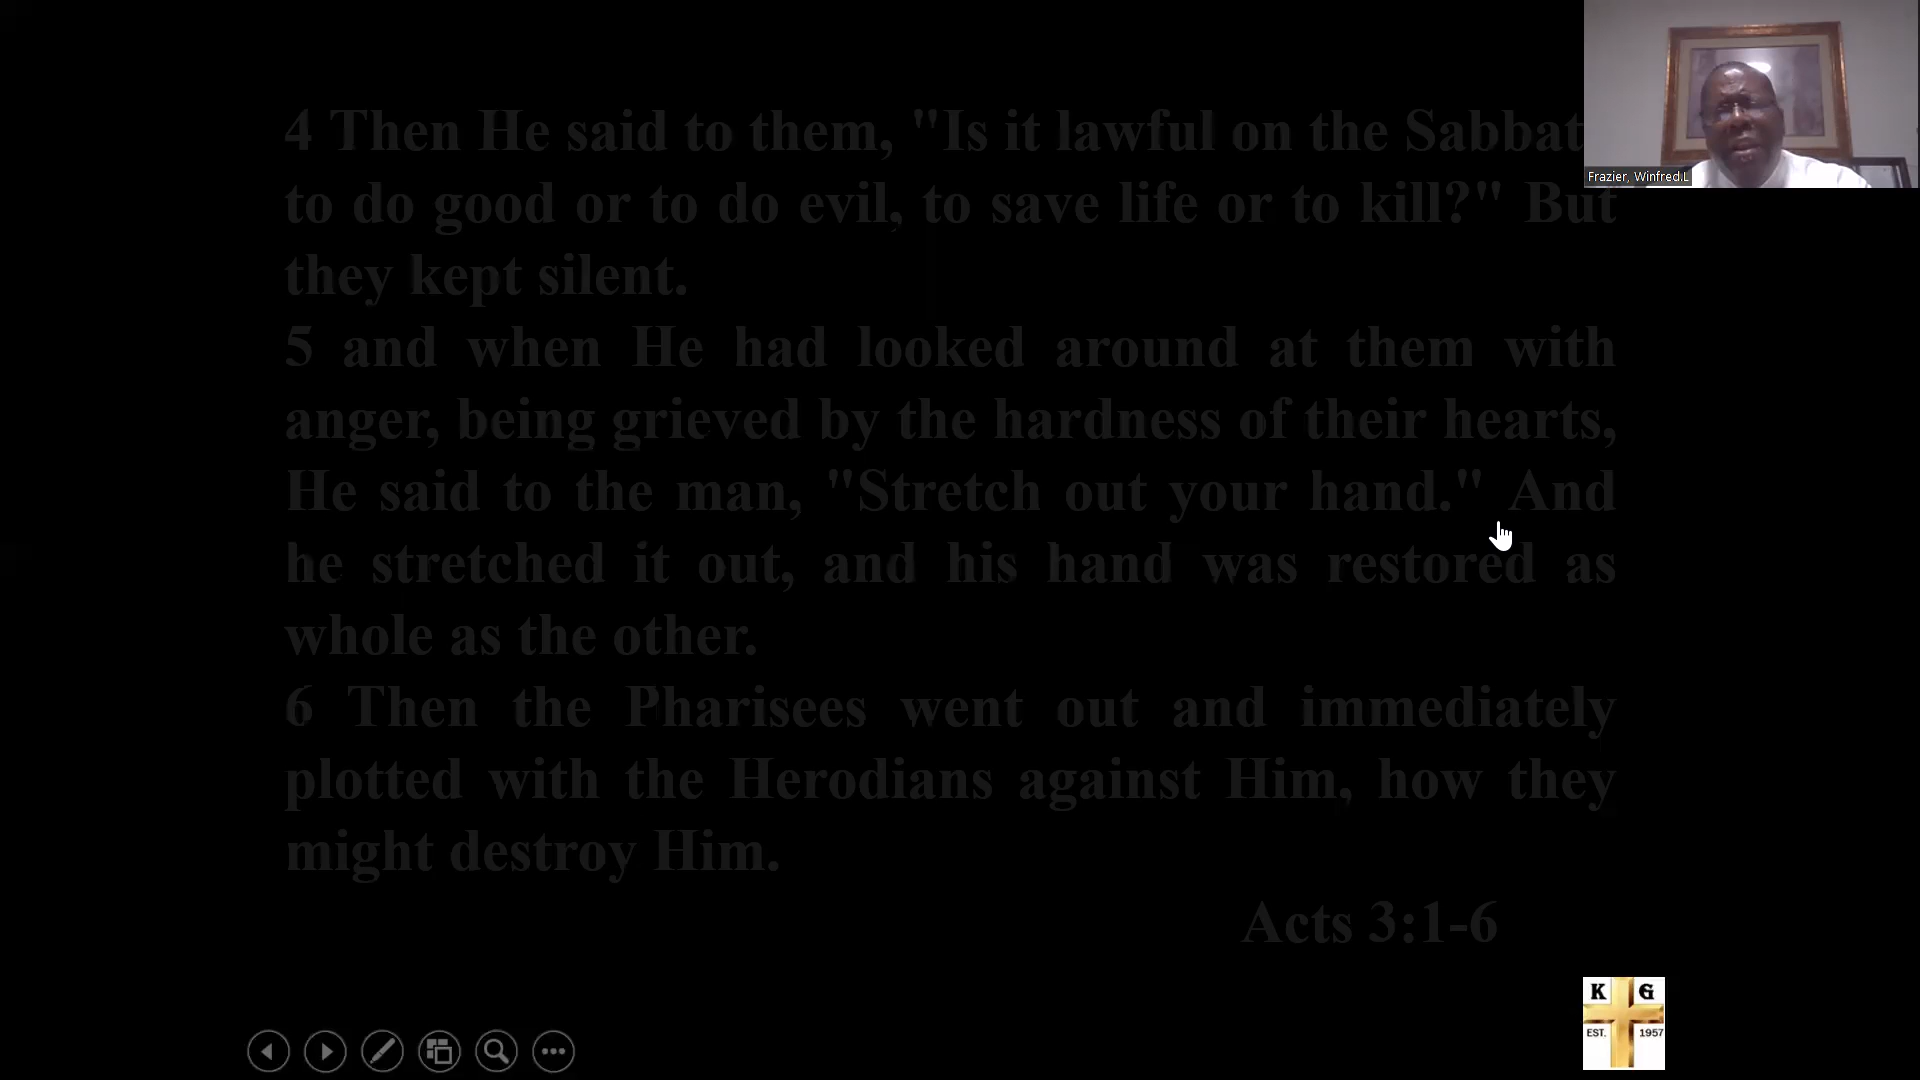 4 Then He said to them, "Is it lawful on the Sabbat
to do good or to do evil, to save life or to kill?" But
they kept silent.
5 and when He had looked around at them with
anger, being grieved by the hardness of their hearts,
He said to the man, "Stretch out your hand." And
he stretched it out, and his hand was restored as
whole as the other.
6 Then the Pharisees went out and immediately
plotted with the Herodians against Him, how they
might destroy Him.
Acts 3:1-6
Frazier, Winfred.L
K G
EST. 1957